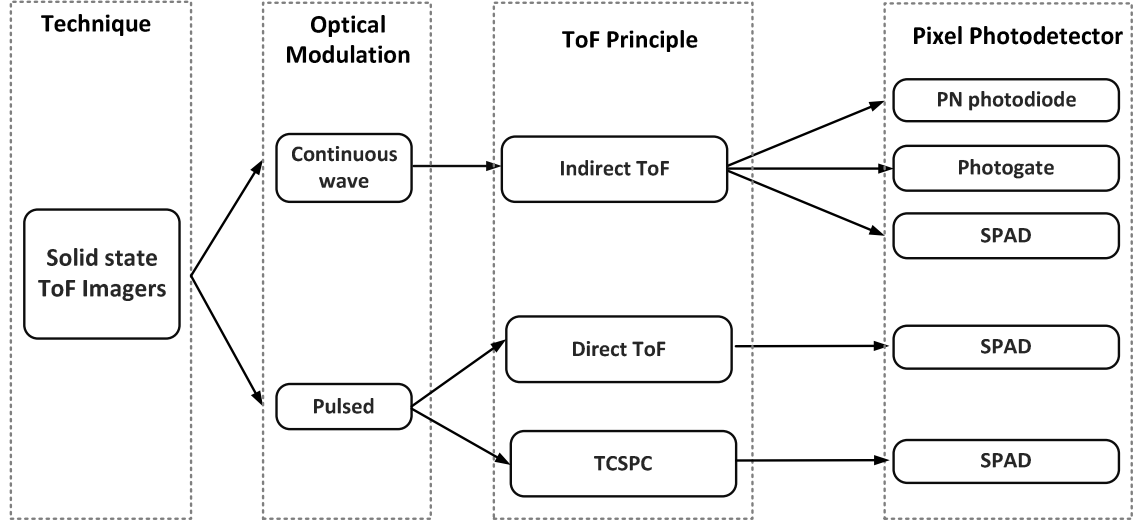 Technique
Optical
Modulation
ToF Principle
Pixel Photodetector
Solid state
ToF Imagers
Continuous
wave
Pulsed
Indirect ToF
Direct ToF
TCSPC
PN photodiode
Photogate
SPAD
SPAD
SPAD